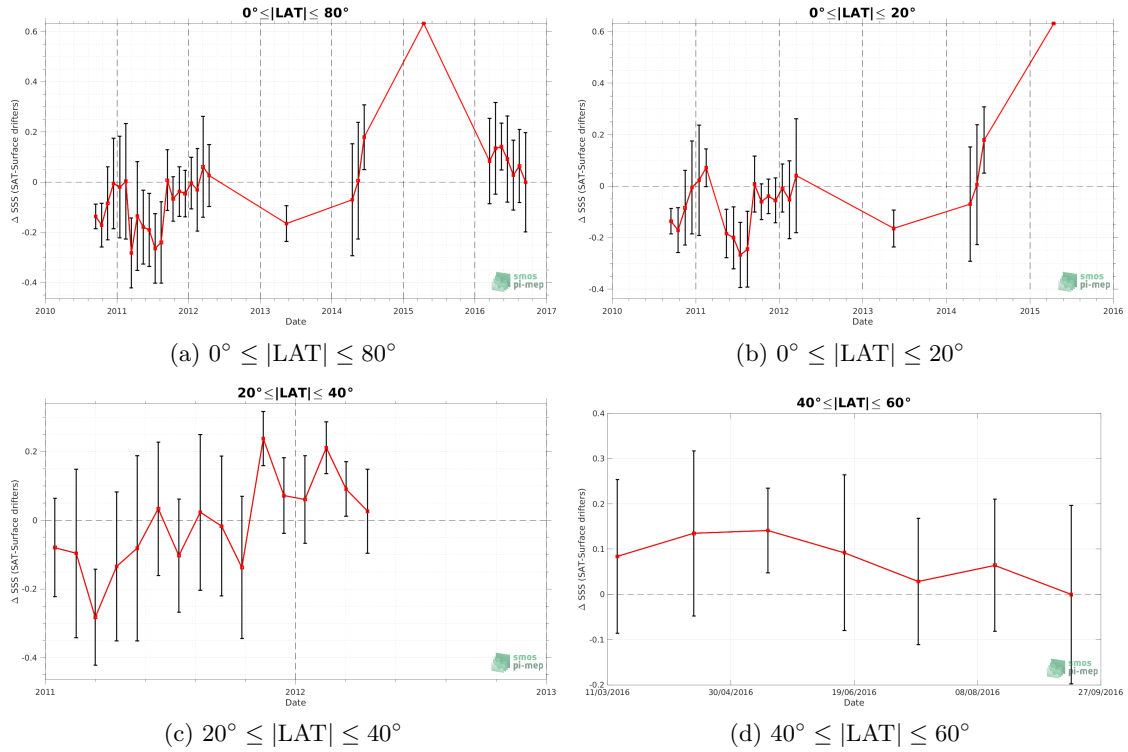 0°≤|LAT|≤ 80°
Δ SSS (SAT-Surface drifters)
0.6
0.4
0.2
0
-0.2
-0.4
2010 2011 2012 2013 2014 2015 2016 2017
Date
smos
pi-mep
(a) 0° ≤ |LAT| ≤ 80°
0°≤|LAT|≤ 20°
Δ SSS (SAT-Surface drifters)
0.6
0.4
0.2
0
-0.2
-0.4
2010 2011 2012 2013 2014 2015 2016
Date
smos
pi-mep
(b) 0° ≤ |LAT| ≤ 20°
20°≤|LAT|≤ 40°
Δ SSS (SAT-Surface drifters)
0.2
0
-0.2
-0.4
2011 2012 2013
Date
smos
pi-mep
(c) 20° ≤ |LAT| ≤ 40°
40°≤|LAT|≤ 60°
Δ SSS (SAT-Surface drifters)
0.4
0.3
0.2
0.1
0
-0.1
-0.2
11/03/2016 30/04/2016 19/06/2016 08/08/2016 27/09/2016
Date
smos
pi-mep
(d) 40° ≤ |LAT| ≤ 60°